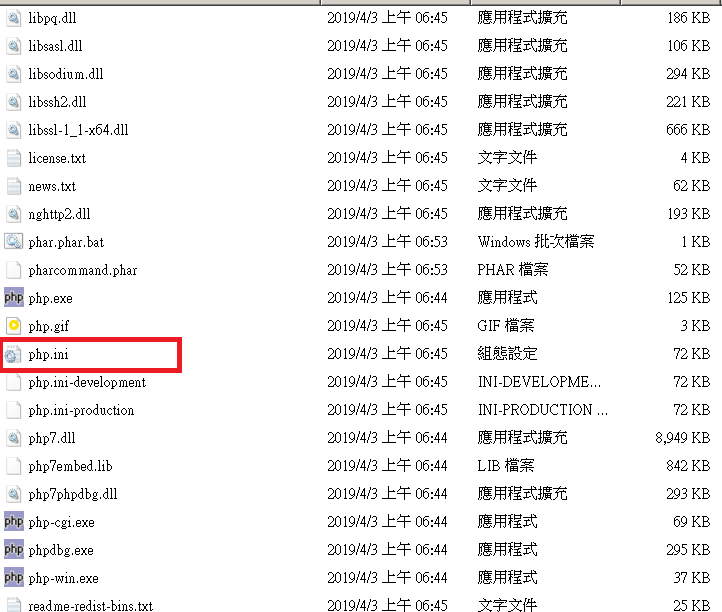 libpq.dll 2019/4/3 上午 06:45 應用程式擴充 186 KB
libsasl.dll 2019/4/3 上午 06:45 應用程式擴充 106 KB
libsodium.dll 2019/4/3 上午 06:45 應用程式擴充 294 KB
libssh2.dll 2019/4/3 上午 06:45 應用程式擴充 221 KB
libssl-1_1-x64.dll 2019/4/3 上午 06:45 應用程式擴充 666 KB
license.txt 2019/4/3 上午 06:45 文字文件 4 KB
news.txt 2019/4/3 上午 06:45 文字文件 62 KB
nghttp2.dll 2019/4/3 上午 06:45 應用程式擴充 193 KB
phar.phar.bat 2019/4/3 上午 06:53 Windows 批次檔案 1 KB
pharcommand.phar 2019/4/3 上午 06:53 PHAR 檔案 52 KB
php php.exe 2019/4/3 上午 06:44 應用程式 125 KB
php.gif 2019/4/3 上午 06:45 GIF 檔案 3 KB
php.ini 2019/4/3 上午 06:45 組態設定 72 KB
php.ini-development 2019/4/3 上午 06:45 INI-DEVELOPME... 72 KB
php.ini-production 2019/4/3 上午 06:45 INI-PRODUCTION ... 72 KB
php7.dll 2019/4/3 上午 06:44 應用程式擴充 8,949 KB
php7embed.lib 2019/4/3 上午 06:44 LIB 檔案 842 KB
php7phpdbg.dll 2019/4/3 上午 06:44 應用程式擴充 293 KB
php php-cgi.exe 2019/4/3 上午 06:44 應用程式 69 KB
php phpdbg.exe 2019/4/3 上午 06:44 應用程式 295 KB
php php-win.exe 2019/4/3 上午 06:44 應用程式 37 KB
readme-redist-bins.txt 2019/4/3 上午 06:45 文字文件 25 KB